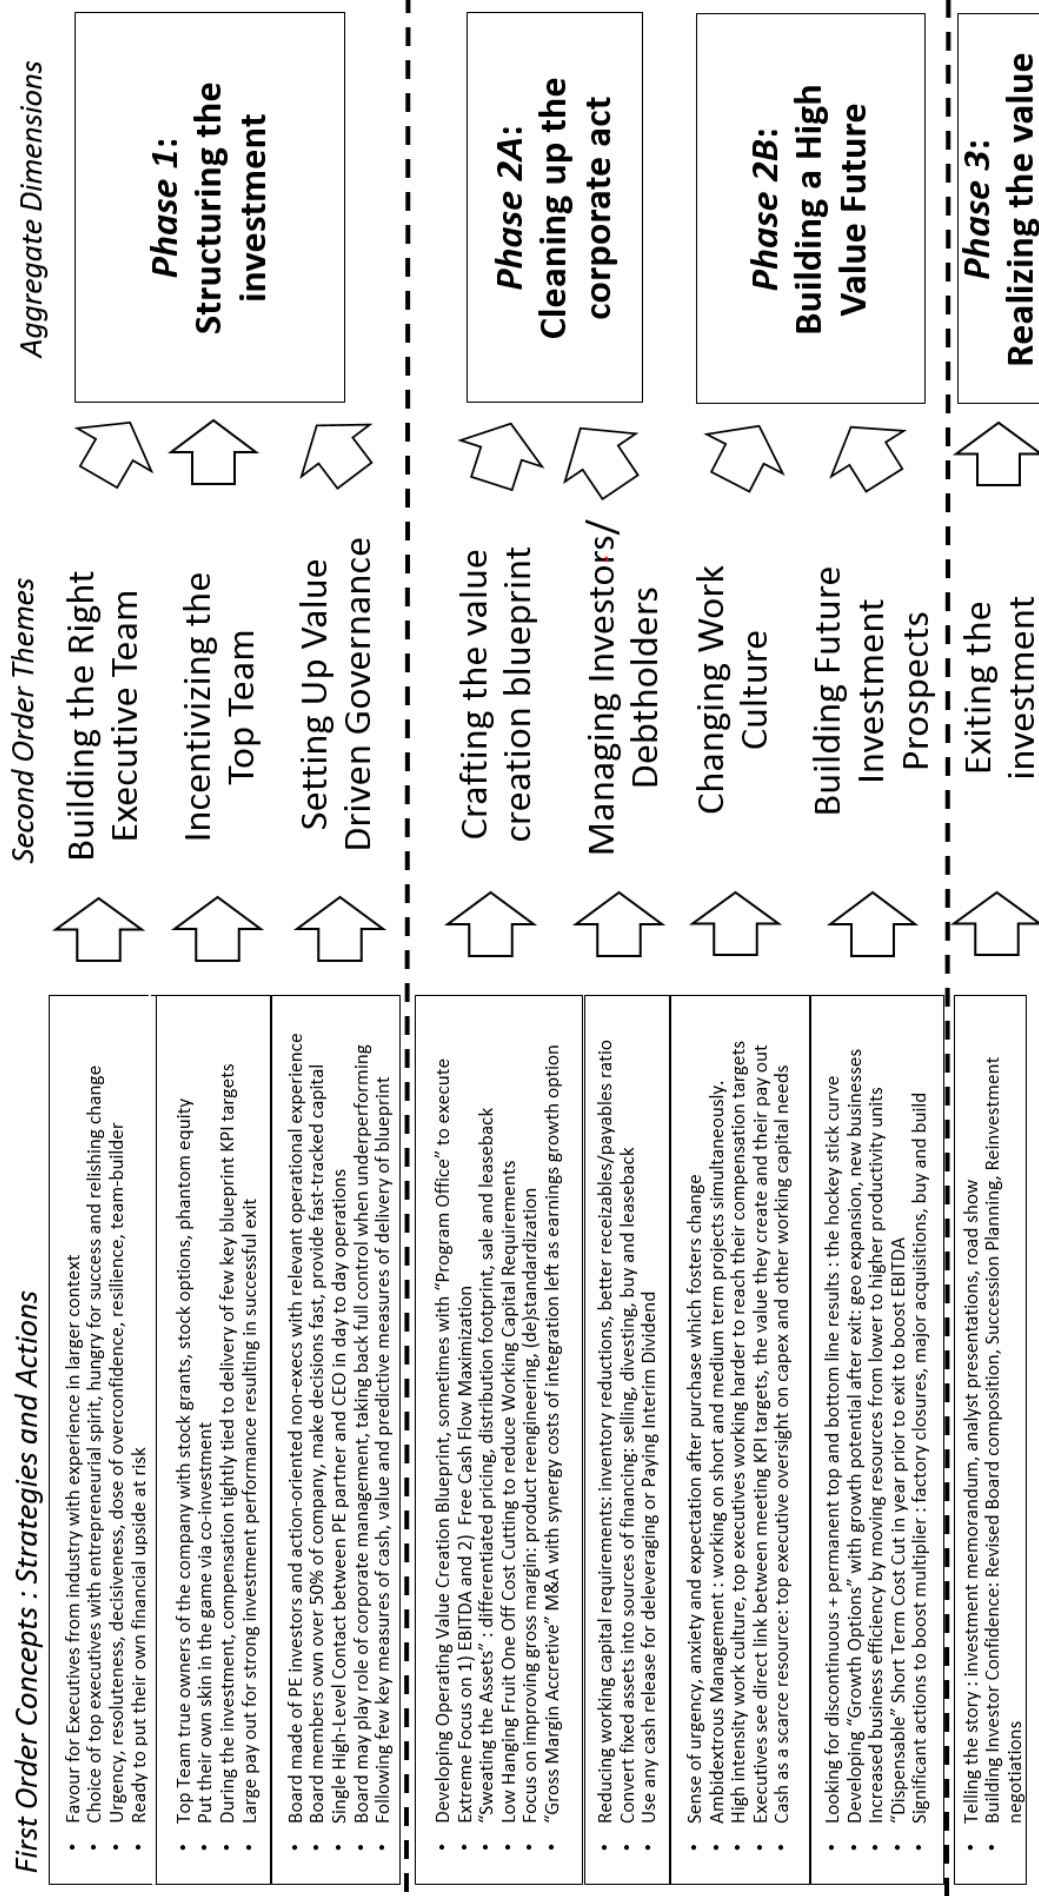 First Order Concepts : Strategies and Actions
Second Order Themes
Aggregate Dimensions
• Favour for Executives from industry with experience in larger context
• Choice of top executives with entrepreneurial spirit, hungry for success and relishing change
• Urgency, resoluteness, decisiveness, dose of overconfidence, resilience, team-builder
• Ready to put their own financial upside at risk
Building the Right
Executive Team
• Top Team true owners of the company with stock grants, stock options, phantom equity
• Put their own skin in the game via co-investment
• During the investment, compensation tightly tied to delivery of few key blueprint KPI targets
• Large pay out for strong investment performance resulting in successful exit
Incentivizing the
Top Team
• Board made of PE investors and action-oriented non-execs with relevant operational experience
• Board members own over 50% of company, make decisions fast, provide fast-tracked capital
• Single High-Level Contact between PE partner and CEO in day to day operations
• Board may play role of corporate management, taking back full control when underperforming
• Following few key measures of cash, value and predictive measures of delivery of blueprint
Setting Up Value
Driven Governance
Phase 1:
Structuring the
investment
• Developing Operating Value Creation Blueprint, sometimes with “Program Office” to execute
• Extreme Focus on 1) EBITDA and 2) Free Cash Flow Maximization
• “Sweating the Assets” : differentiated pricing, distribution footprint, sale and leaseback
• Low Hanging Fruit One Off Cost Cutting to reduce Working Capital Requirements
• Focus on improving gross margin: product reengineering, (de)standardization
• “Gross Margin Accretive” M&A with synergy costs of integration left as earnings growth option
Crafting the value
creation blueprint
• Reducing working capital requirements: inventory reductions, better receizables/payables ratio
• Convert fixed assets into sources of financing: selling, divesting, buy and leaseback
• Use any cash release for deleveraging or Paying Interim Dividend
Managing Investors/
Debtholders
Phase 2A:
Cleaning up the
corporate act
• Sense of urgency, anxiety and expectation after purchase which fosters change
• Ambidextrous Management : working on short and medium term projects simultaneously.
• High intensity work culture, top executives working harder to reach their compensation targets
• Executives see direct link between meeting KPI targets, the value they create and their pay out
• Cash as a scarce resource: top executive oversight on capex and other working capital needs
Changing Work
Culture
• Looking for discontinuous + permanent top and bottom line results : the hockey stick curve
• Developing “Growth Options” with growth potential after exit: geo expansion, new businesses
• Increased business efficiency by moving resources from lower to higher productivity units
• “Dispensable” Short Term Cost Cut in year prior to exit to boost EBITDA
• Significant actions to boost multiplier : factory closures, major acquisitions, buy and build
Building Future
Investment
Prospects
Phase 2B:
Building a High
Value Future
• Telling the story : investment memorandum, analyst presentations, road show
• Building Investor Confidence: Revised Board composition, Succession Planning, Reinvestment
negotiations
Exiting the
investment
Phase 3:
Realizing the value